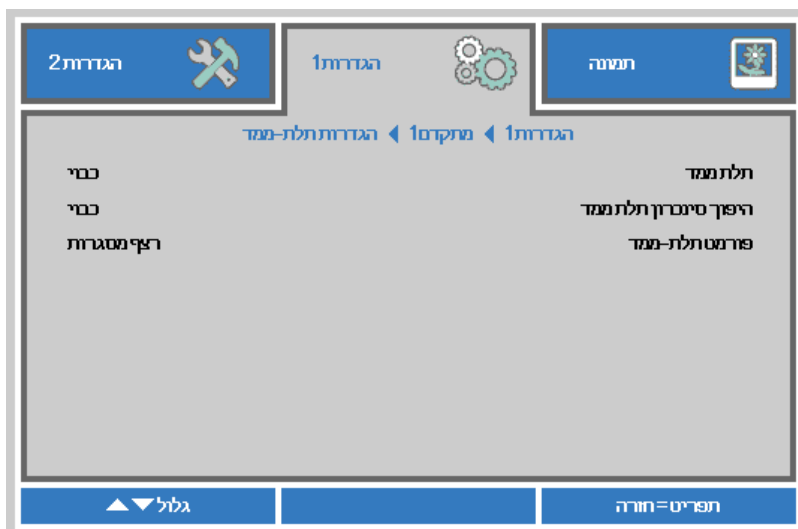 תמונה
הגדרות1
הגדרות2
הגדרות1 ◀ מתקדם1 ◀ הגדרות תלת-ממד
תלת ממד כבוי
היפוך סינכרון תלת ממד כבוי
פורמט תלת-ממד רצף מסגרות
תפריט=חזרה
גלול▼▲